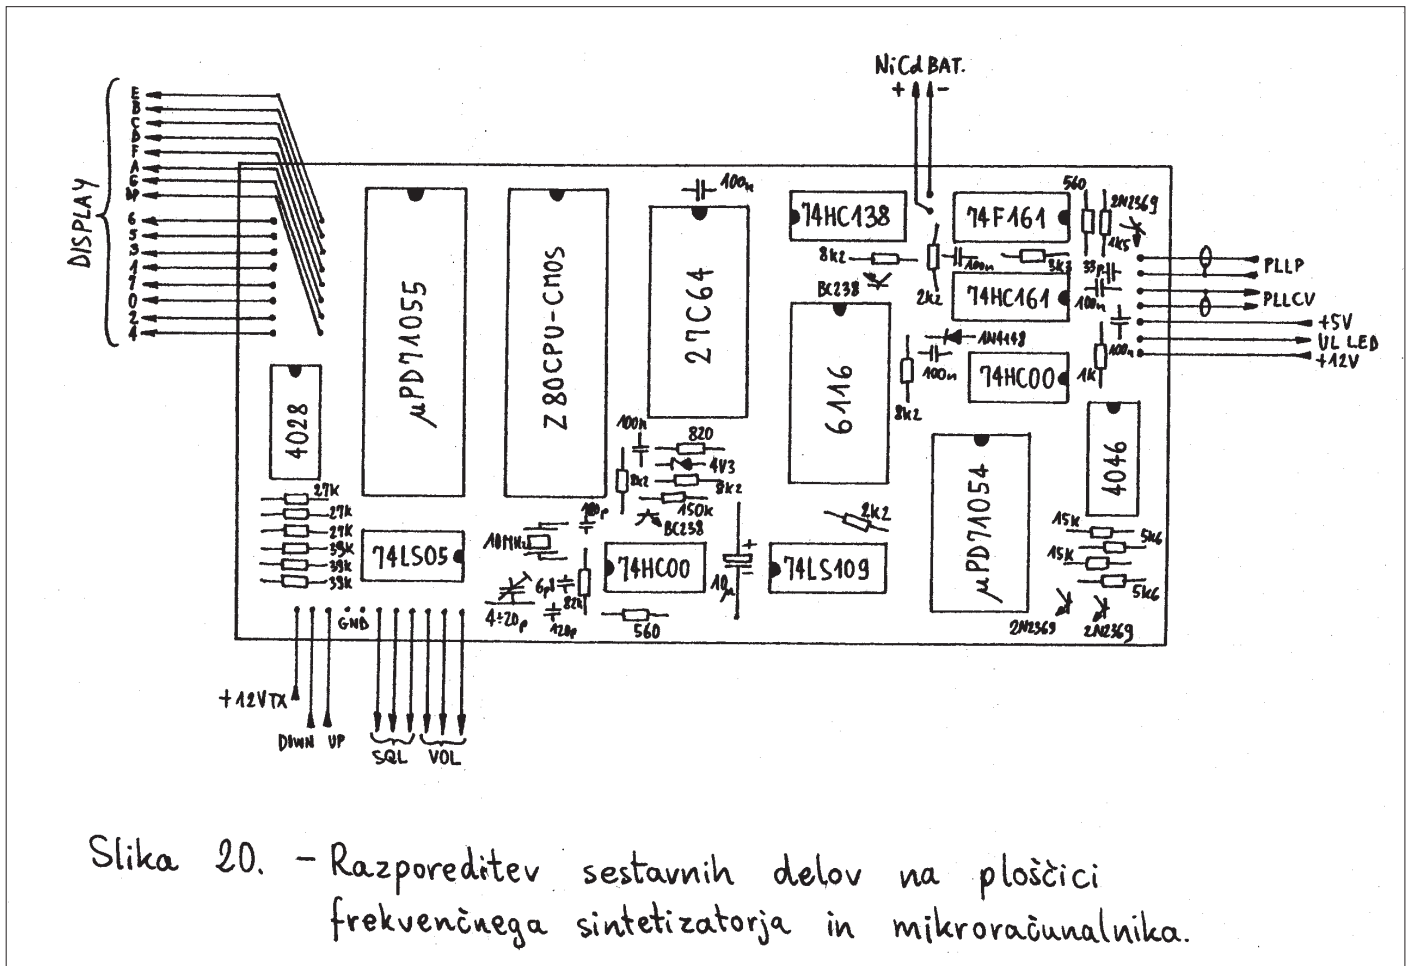 NiCd BAT.
+ -
DISPLAY
E
B
C
D
F
A
G
DP
6
5
3
1
7
0
2
4
100n
560
2N2369
1k5
µPD71055
Z80CPU-CMOS
27C64
74HC138
74F161
8k2
BC238
2k2
100n
3k3
33p
100n
PLLP
PLLCV
+5V
UL LED
+12V
74HC161
6116
1N4148
100n
8k2
74HC00
1K
100n
4028
4046
100n
820
4V3
8k2
8k2
150k
BC238
µPD71054
27K
27K
27K
39K
39K
39K
74LS05
10MHz
100p
74HC00
10µ
2k2
74LS109
15K
5k6
15K
5k6
6p8
82k
4÷20p
120p
560
2N2369
2N2369
GND
+12VTX
DOWN UP
SQL VOL
Slika 20. - Razporeditev sestavnih delov na ploščici
frekvenčnega sintetizatorja in mikroračunalnika.